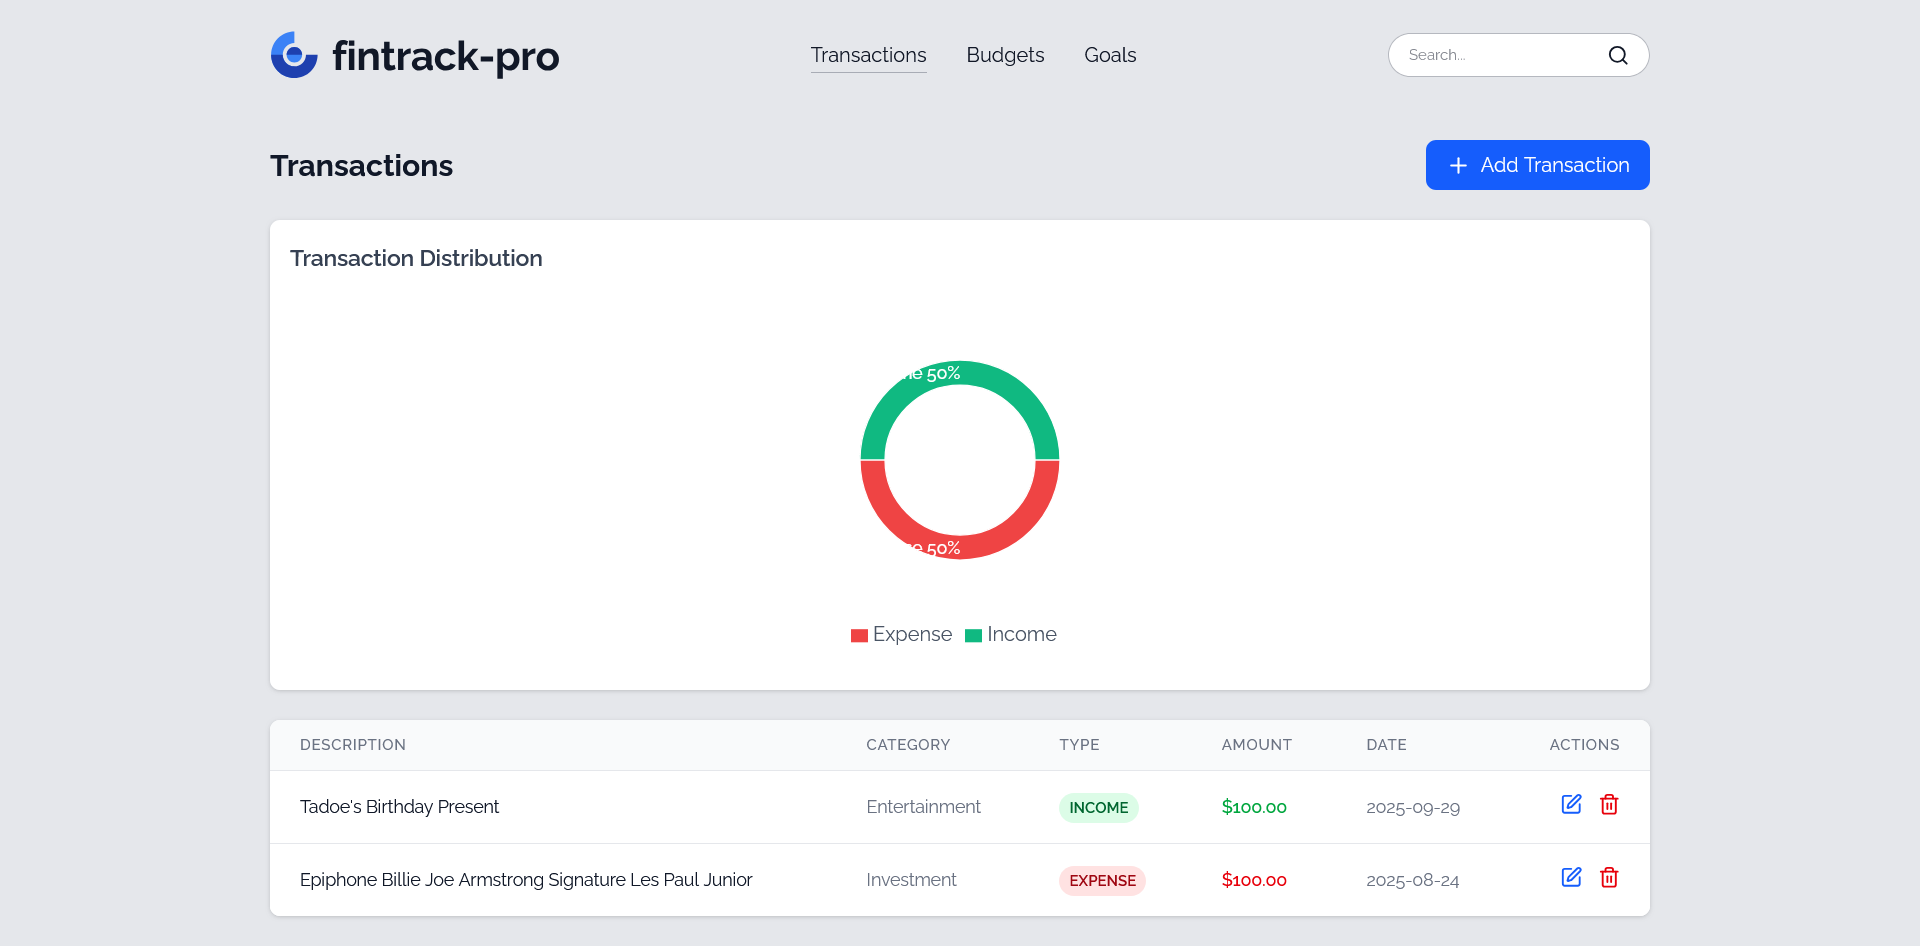 fintrack-pro
Transactions Budgets Goals
Search...
Transactions
Add Transaction
Transaction Distribution
50%
50%
Expense Income
DESCRIPTION CATEGORY TYPE AMOUNT DATE ACTIONS
Tadoe's Birthday Present Entertainment INCOME $100.00 2025-09-29
Epiphone Billie Joe Armstrong Signature Les Paul Junior Investment EXPENSE $100.00 2025-08-24